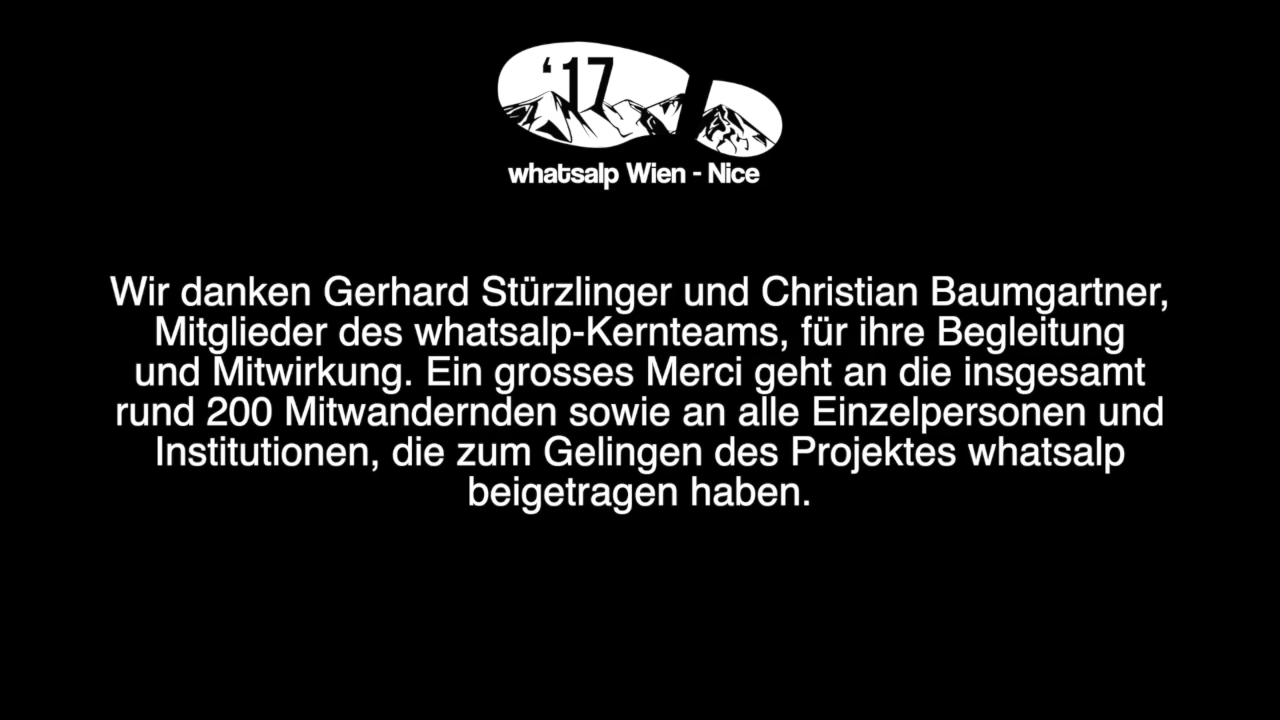 ‘17
whatsalp Wien - Nice
Wir danken Gerhard Stürzlinger und Christian Baumgartner,
Mitglieder des whatsalp-Kernteams, für ihre Begleitung
und Mitwirkung. Ein grosses Merci geht an die insgesamt
rund 200 Mitwandernden sowie an alle Einzelpersonen und
Institutionen, die zum Gelingen des Projektes whatsalp
beigetragen haben.